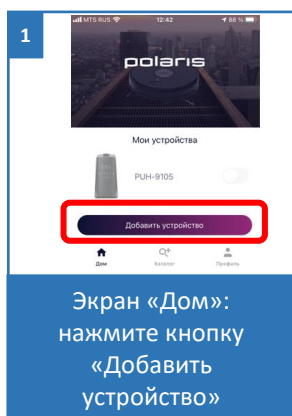 1
MTS RUS 12:42 88 %
polaris
Мои устройства
PUH-9105
Добавить устройство
Дом Каталог Профиль
Экран «Дом»:
нажмите кнопку
«Добавить
устройство»